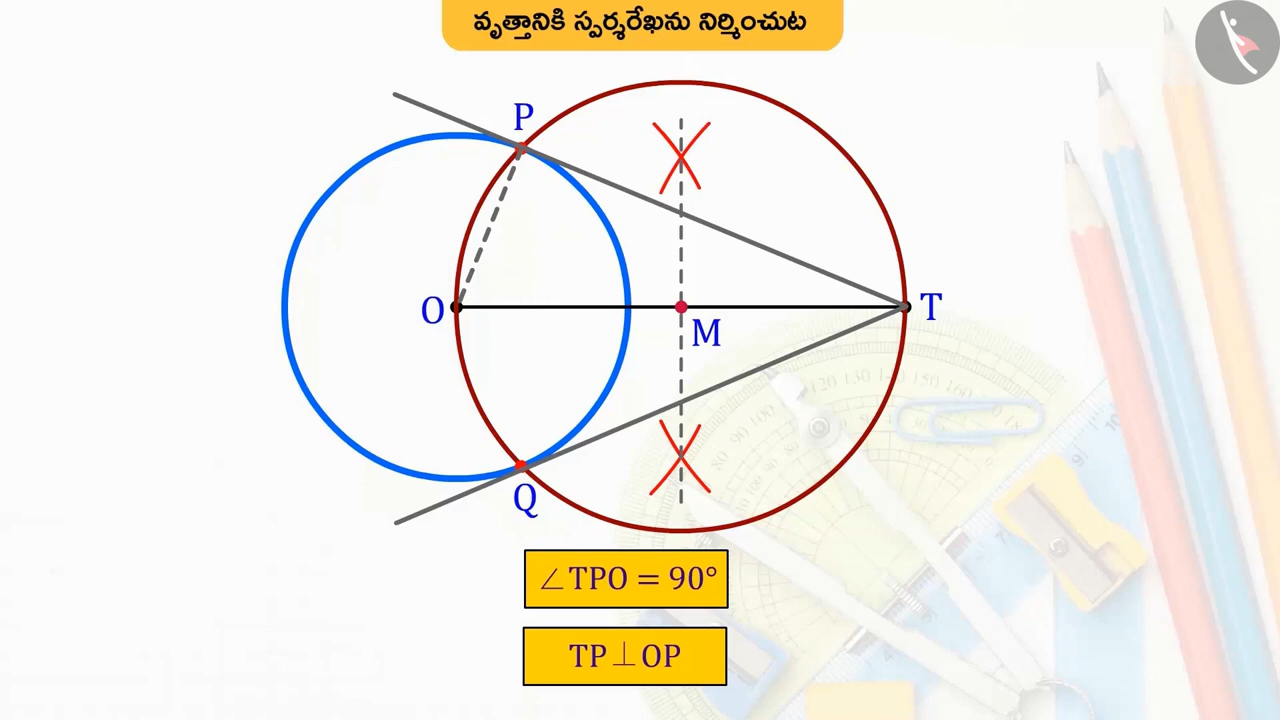 వృత్తానికి స్పర్శరేఖను నిర్మించుట
P
O
M
T
Q
∠TPO = 90°
TP ⊥ OP